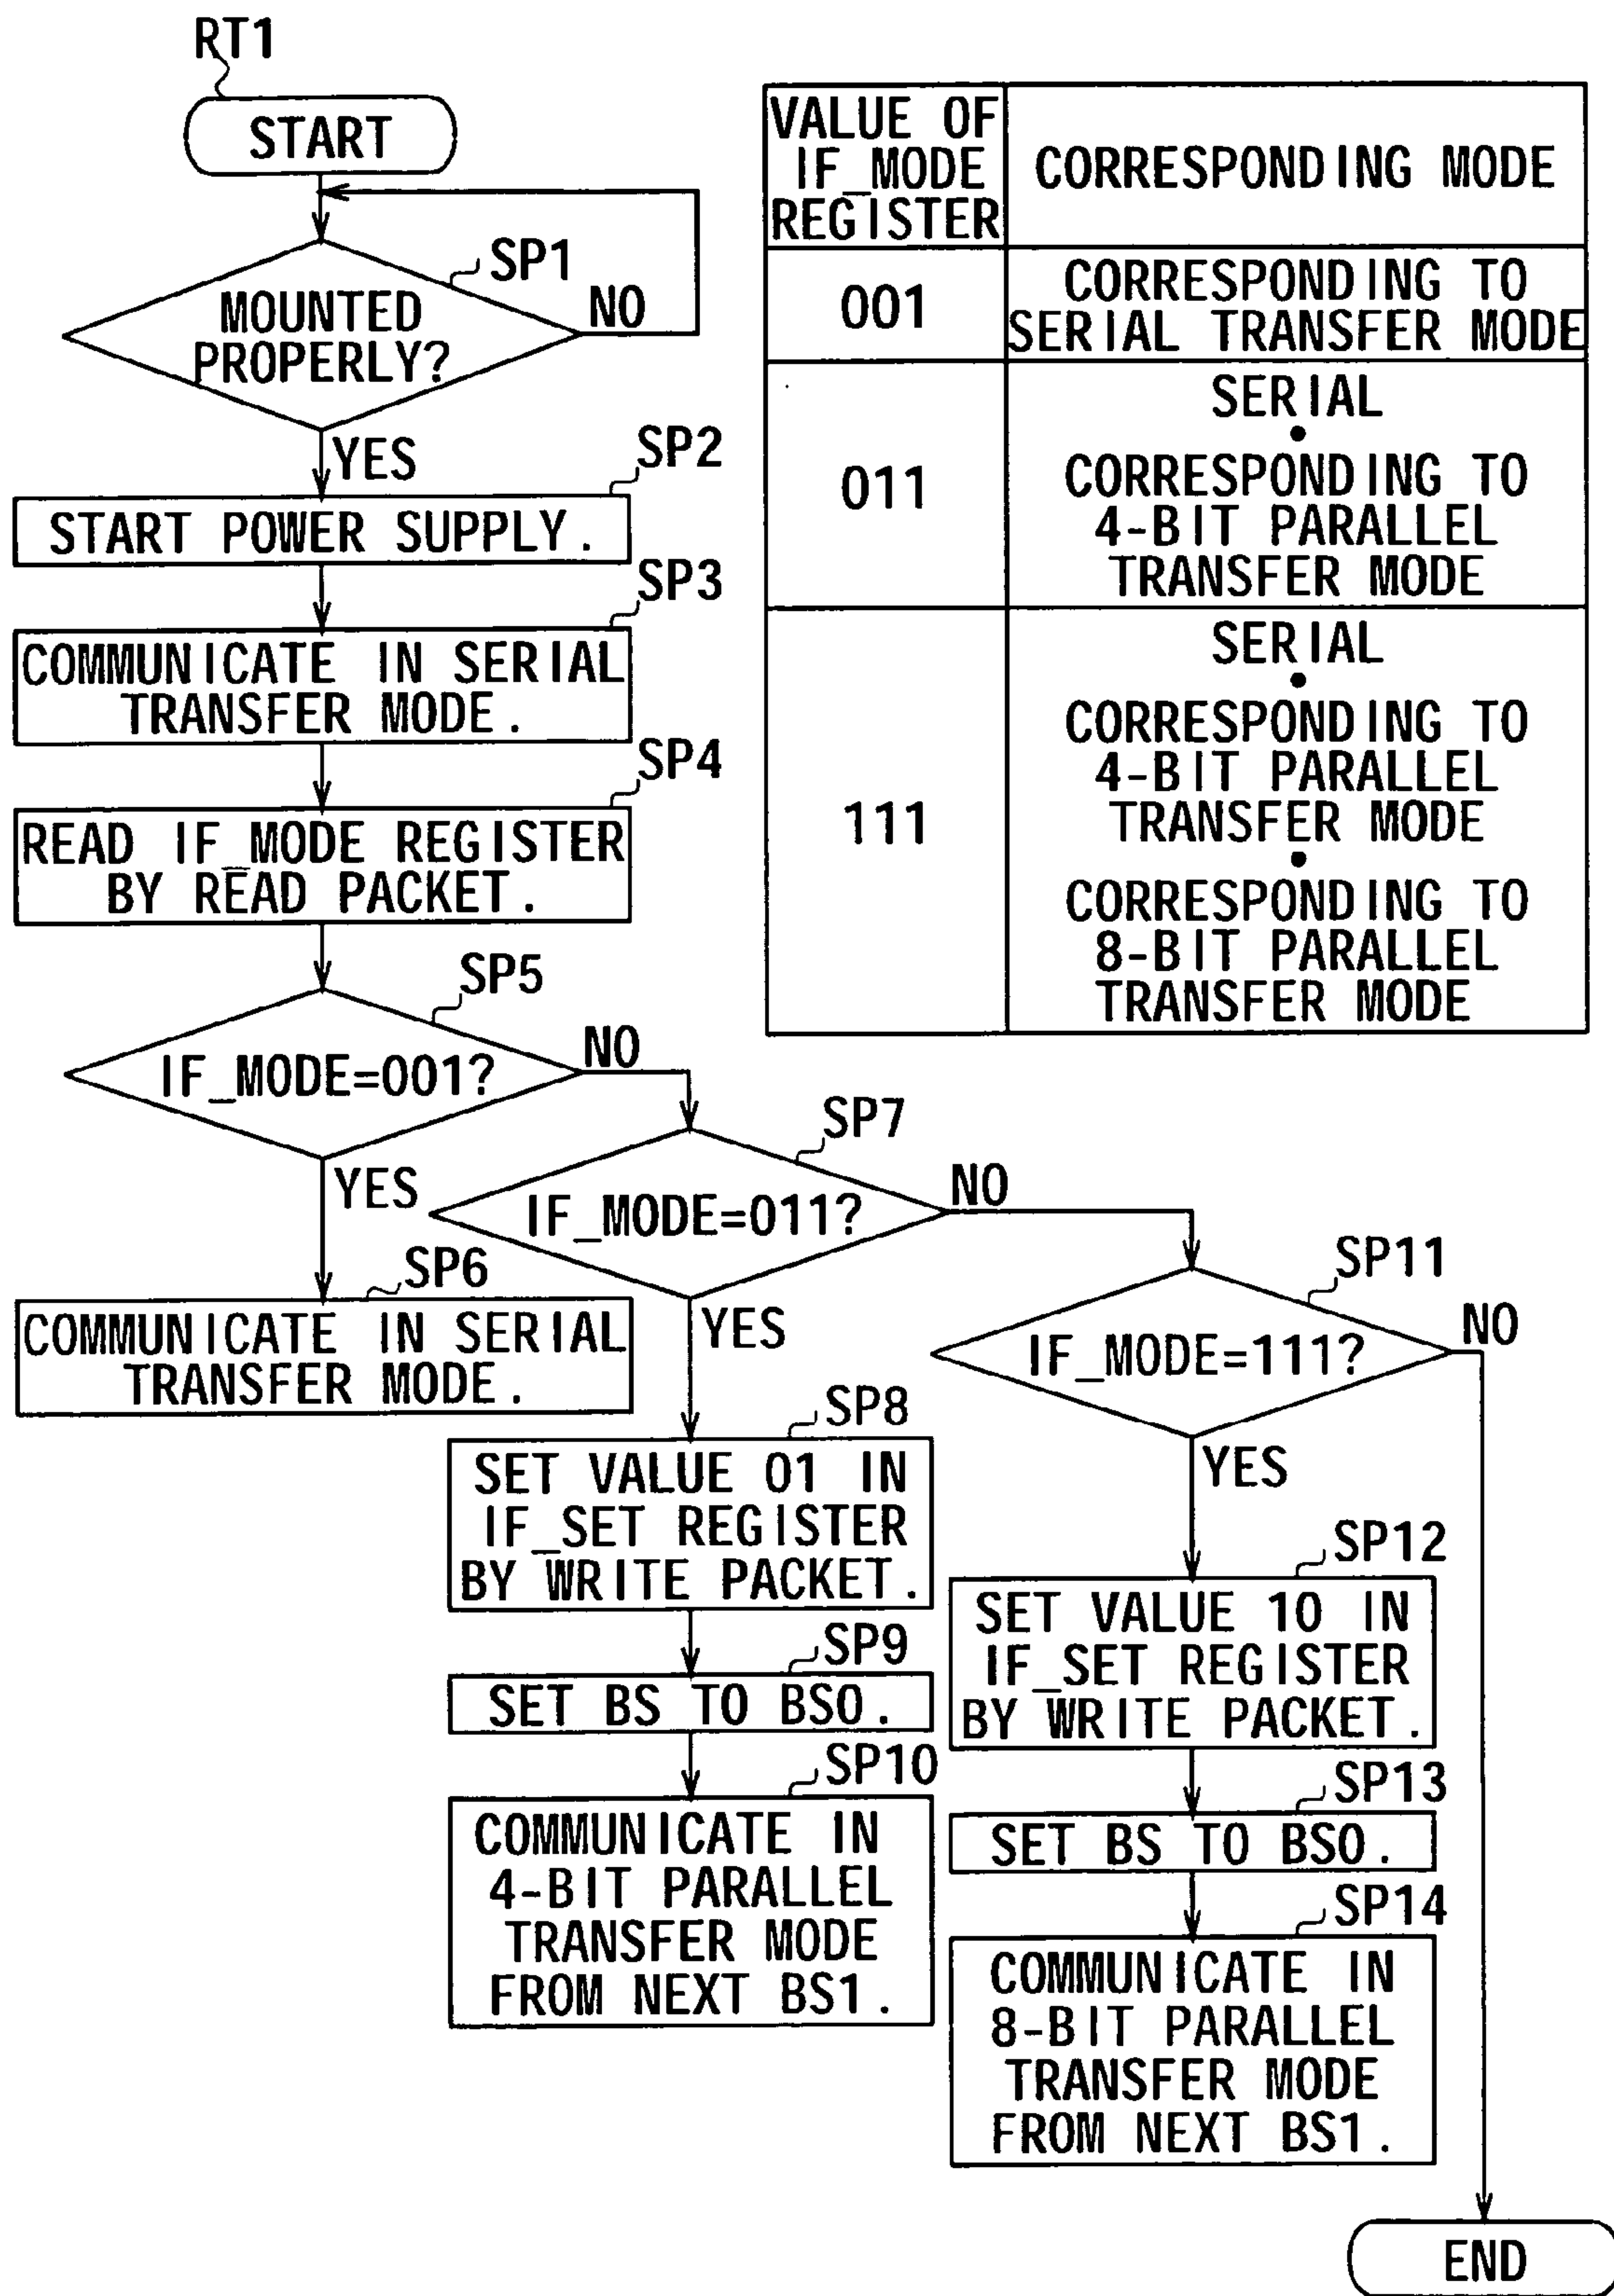 RT1
START
SP1
MOUNTED
PROPERLY?
NO
YES
SP2
START POWER SUPPLY.
SP3
COMMUNICATE IN SERIAL
TRANSFER MODE.
SP4
READ IF_MODE REGISTER
BY READ PACKET.
SP5
IF_MODE=001?
NO
YES
SP6
COMMUNICATE IN SERIAL
TRANSFER MODE.
SP7
IF_MODE=011?
NO
YES
SP8
SET VALUE 01 IN
IF_SET REGISTER
BY WRITE PACKET.
SP9
SET BS TO BS0.
SP10
COMMUNICATE IN
4-BIT PARALLEL
TRANSFER MODE
FROM NEXT BS1.
SP11
IF_MODE=111?
NO
YES
SP12
SET VALUE 10 IN
IF_SET REGISTER
BY WRITE PACKET.
SP13
SET BS TO BS0.
SP14
COMMUNICATE IN
8-BIT PARALLEL
TRANSFER MODE
FROM NEXT BS1.
END
VALUE OF
IF_MODE
REGISTER
CORRESPONDING MODE
001
CORRESPONDING TO
SERIAL TRANSFER MODE
011
SERIAL
•
CORRESPONDING TO
4-BIT PARALLEL
TRANSFER MODE
111
SERIAL
•
CORRESPONDING TO
4-BIT PARALLEL
TRANSFER MODE
•
CORRESPONDING TO
8-BIT PARALLEL
TRANSFER MODE